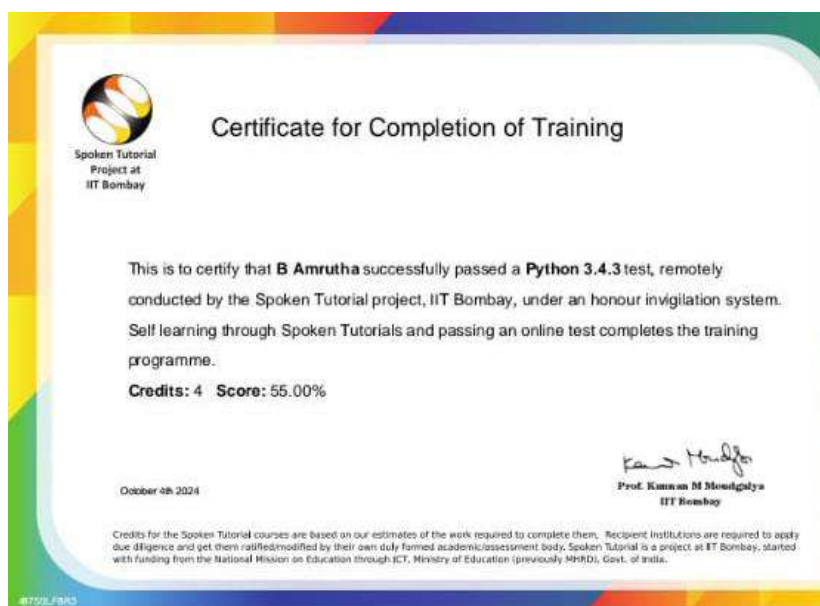 Spoken Tutorial
Project at
IIT Bombay
Certificate for Completion of Training
This is to certify that B Amrutha successfully passed a Python 3.4.3 test, remotely
conducted by the Spoken Tutorial project, IIT Bombay, under an honour invigilation system.
Self learning through Spoken Tutorials and passing an online test completes the training
programme.
Credits: 4 Score: 55.00%
October 4th 2024
Prof. Kannan M Moudgalya
IIT Bombay
Credits for the Spoken Tutorial courses are based on our estimates of the work required to complete them. Recipient institutions are required to apply
due diligence and get them ratified/modified by their own duly formed academic/assessment body. Spoken Tutorial is a project at IIT Bombay, started
with funding from the National Mission on Education through ICT, Ministry of Education (previously MHRD), Govt. of India.